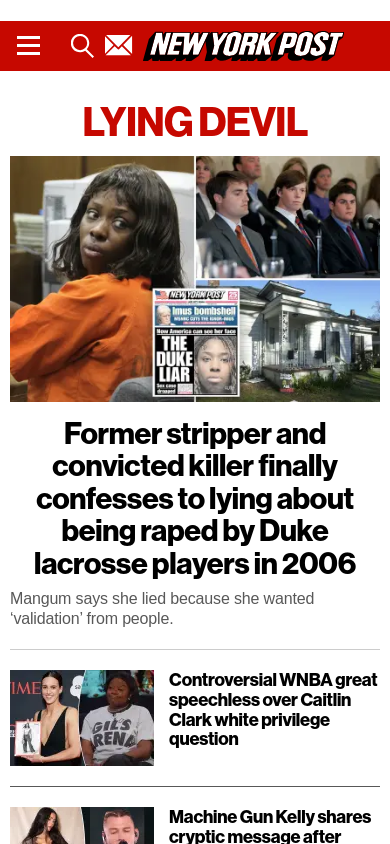 NEW YORK POST
LYING DEVIL
NEW YORK POST
Imus bombshell
Now America can see her face
THE
DUKE
LIAR
Sex case
dropped
Former stripper and
convicted killer finally
confesses to lying about
being raped by Duke
lacrosse players in 2006
Mangum says she lied because she wanted
‘validation’ from people.
TIME
Controversial WNBA great
speechless over Caitlin
Clark white privilege
question
Machine Gun Kelly shares
cryptic message after